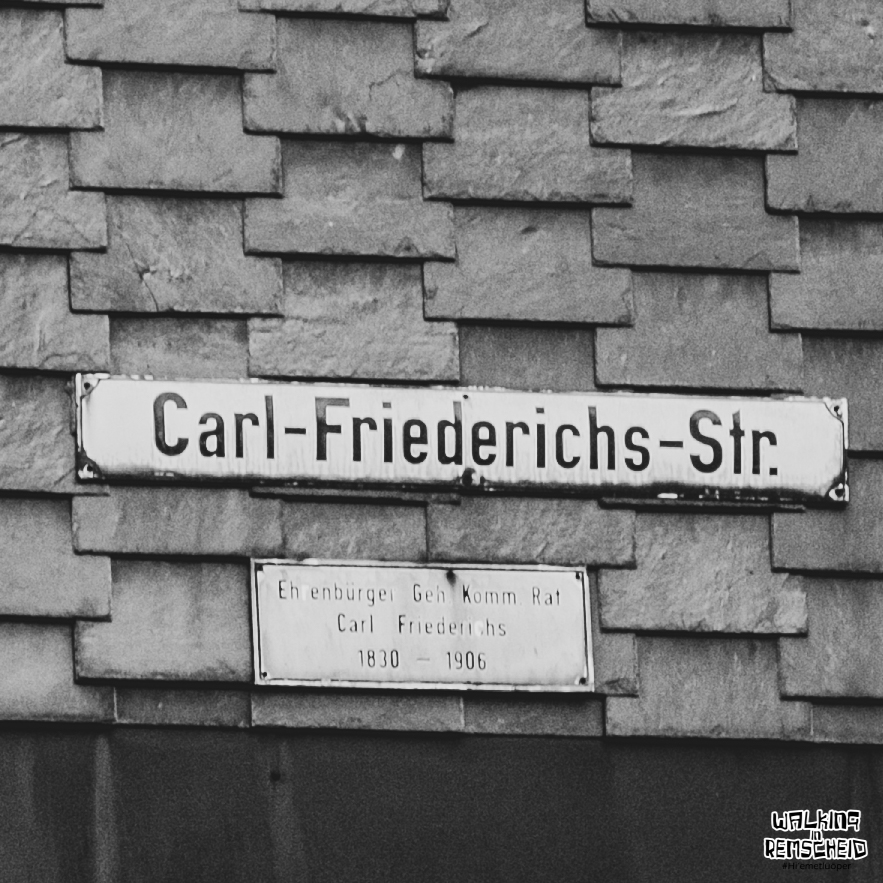 Carl-Friederichs-Str.
Ehrenbürger Geh Komm. Rat
Carl Friederichs
1830 – 1906
WALKING
IN
REMSCHEID